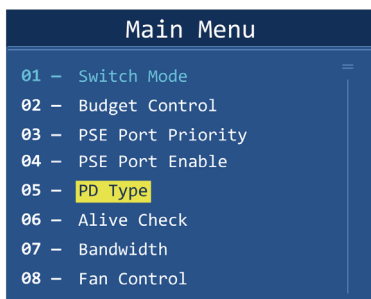 Main Menu
01 – Switch Mode
02 – Budget Control
03 – PSE Port Priority
04 – PSE Port Enable
05 – PD Type
06 – Alive Check
07 – Bandwidth
08 – Fan Control